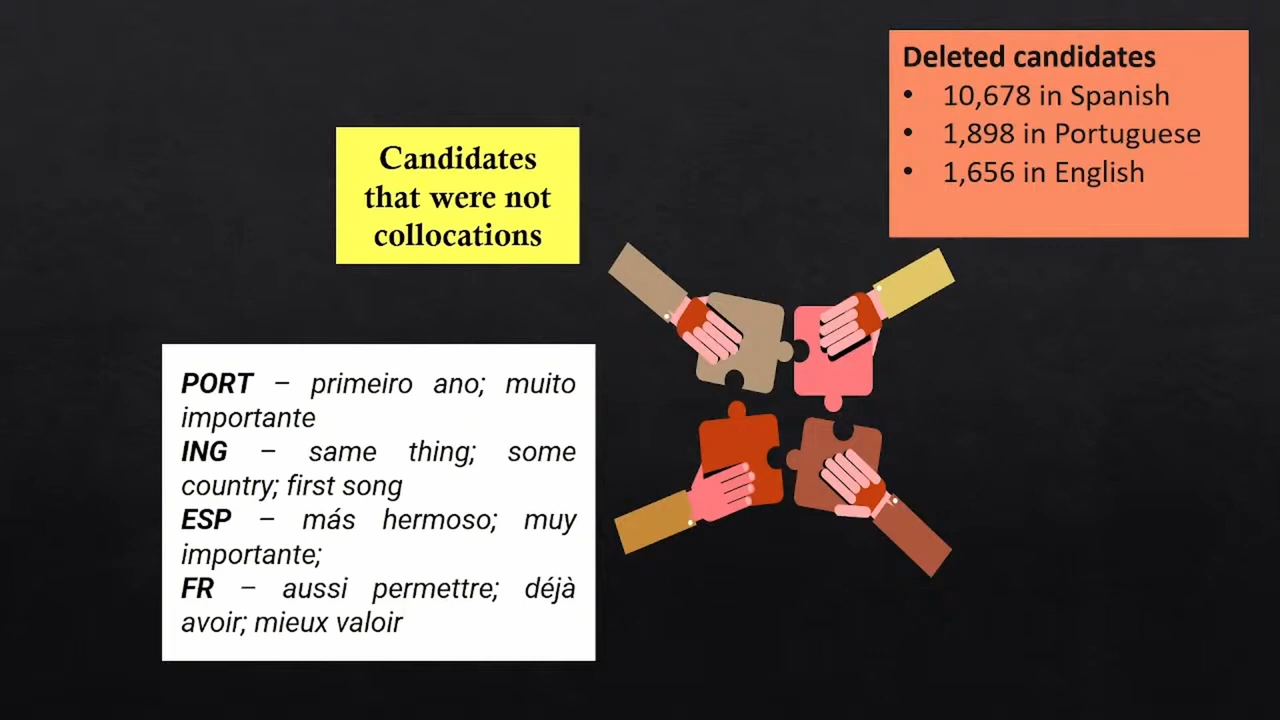 Candidates
that were not
collocations
Deleted candidates
• 10,678 in Spanish
• 1,898 in Portuguese
• 1,656 in English
PORT – primeiro ano; muito
importante
ING – same thing; some
country; first song
ESP – más hermoso; muy
importante;
FR – aussi permettre; déjà
avoir; mieux valoir